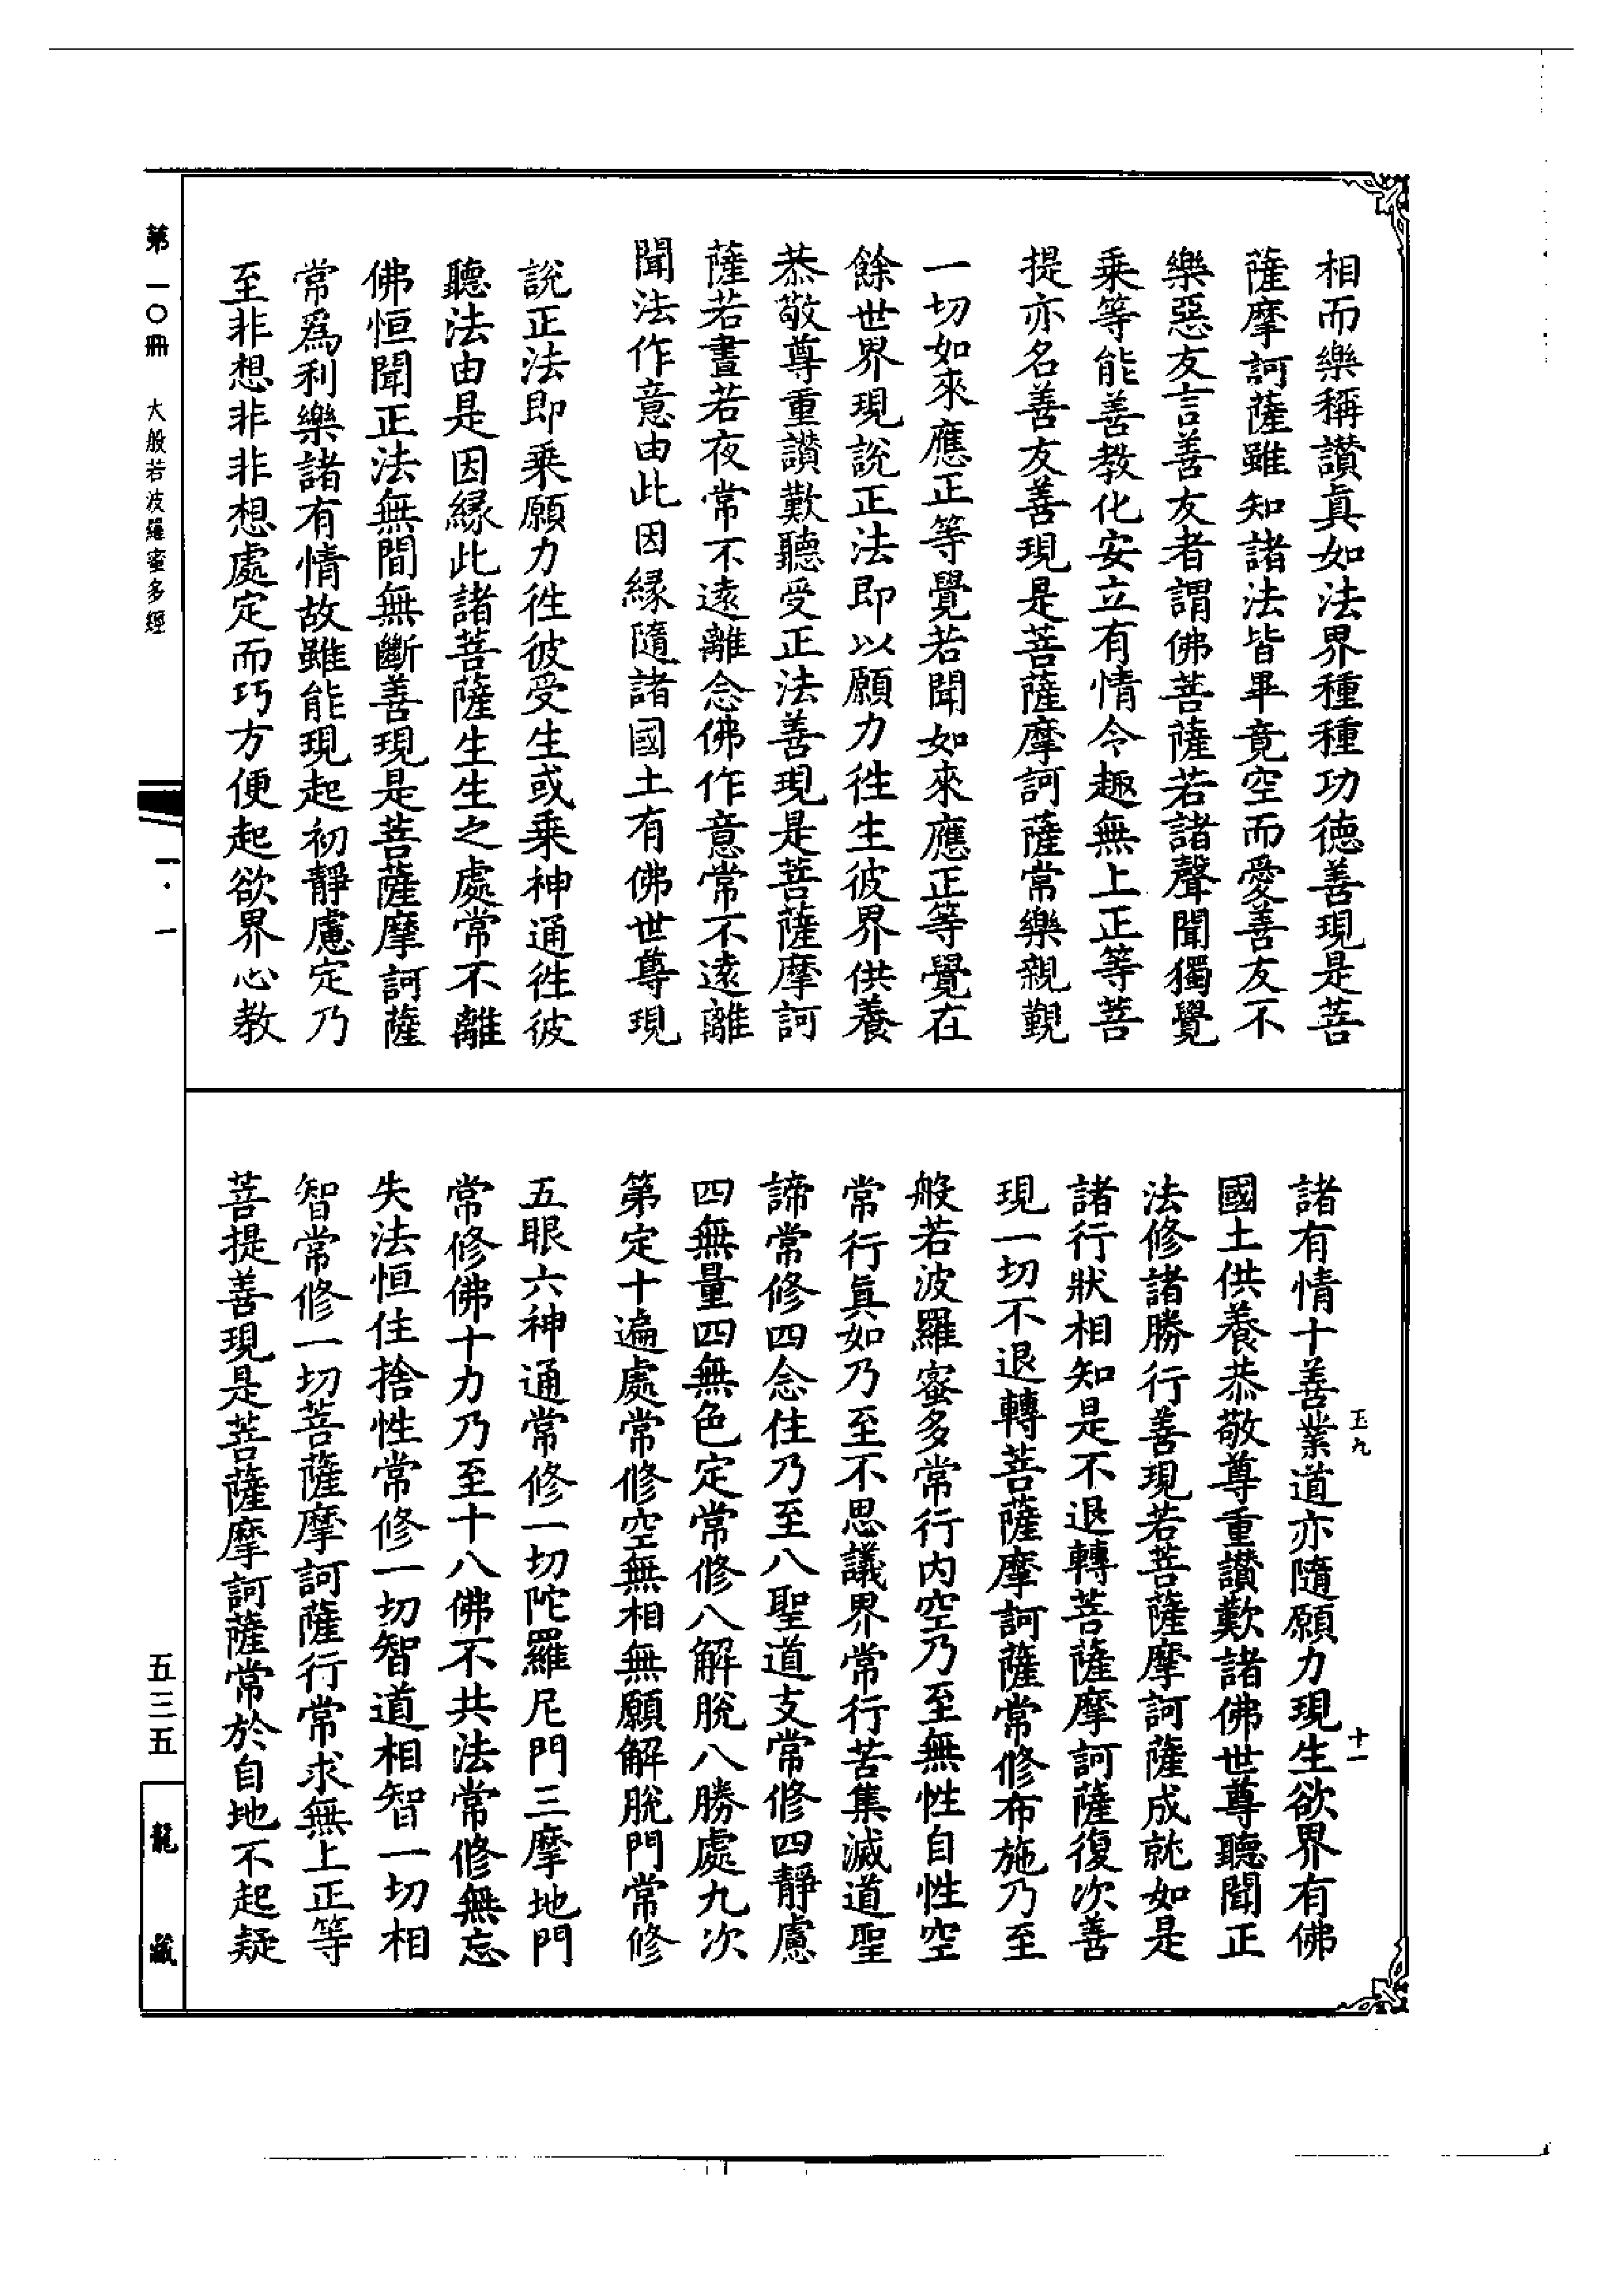 相而樂稱讚真如法界種種功德善現是菩
薩摩訶薩雖知諸法皆畢竟空而愛善友不
樂惡友言善友者謂佛菩薩若諸聲聞獨覺
乘等能善教化安立有情令趣無上正等菩
提亦名善友善現是菩薩摩訶薩常樂親覲
一切如來應正等覺若聞如來應正等覺在
餘世界現說正法即以願力徃生彼界供養
恭敬尊重讚歎聽受正法善現是菩薩摩訶
薩若晝若夜常不遠離念佛作意常不遠離
聞法作意由此因緣隨諸國土有佛世尊現
說正法即乘願力徃彼受生或乘神通徃彼
聽法由是因緣此諸菩薩生生之處常不離
佛恒聞正法無間無斷善現是菩薩摩訶薩
常為利樂諸有情故雖能現起初靜慮定乃
至非想非非想處定而巧方便起欲界心教
諸有情十善業道亦隨願力現生欲界有佛
國土供養恭敬尊重讚歎諸佛世尊聽聞正
法修諸勝行善現若菩薩摩訶薩成就如是
諸行狀相知是不退轉菩薩摩訶薩復次善
現一切不退轉菩薩摩訶薩常修布施乃至
般若波羅蜜多常行內空乃至無性自性空
常行真如乃至不思議界常行苦集滅道聖
諦常修四念住乃至八聖道支常修四靜慮
四無量四無色定常修八解脫八勝處九次
第定十遍處常修空無相無願解脫門常修
五眼六神通常修一切陀羅尼門三摩地門
常修佛十力乃至十八佛不共法常修無忘
失法恒住捨性常修一切智道相智一切相
智常修一切菩薩摩訶薩行常求無上正等
菩提善現是菩薩摩訶薩常於自地不起疑
玉九
十一
第一〇冊 大般若波羅蜜多經
一·一
五三五
龍藏